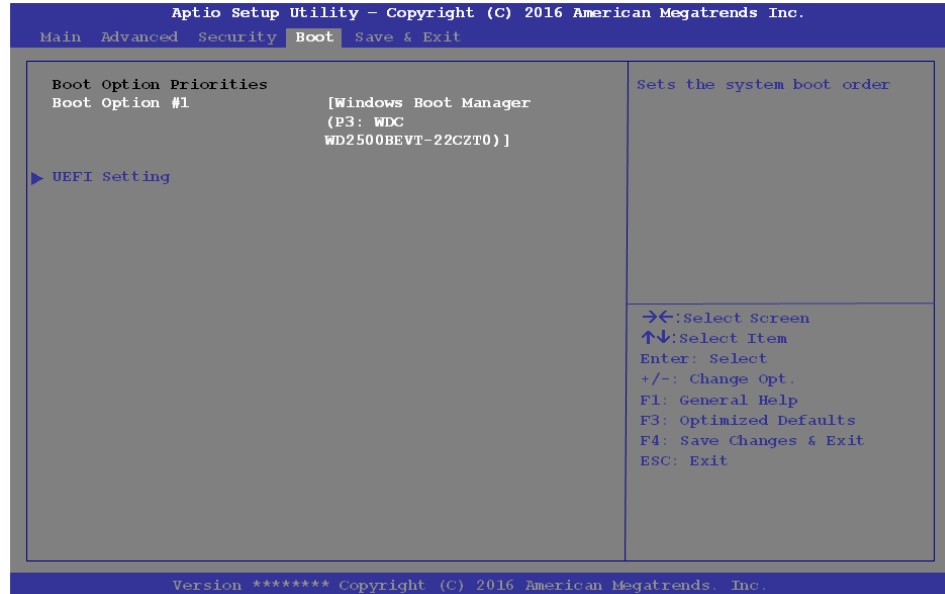 Aptio Setup Utility – Copyright (C) 2016 American Megatrends Inc.
Main Advanced Security Boot Save & Exit
Boot Option Priorities
Boot Option #1 [Windows Boot Manager
(P3: WDC
WD2500BEVT-22CZT0)]
▶ UEFI Setting
Sets the system boot order
→←:Select Screen
↑↓:Select Item
Enter: Select
+/-: Change Opt.
F1: General Help
F3: Optimized Defaults
F4: Save Changes & Exit
ESC: Exit
Version ******** Copyright (C) 2016 American Megatrends. Inc.